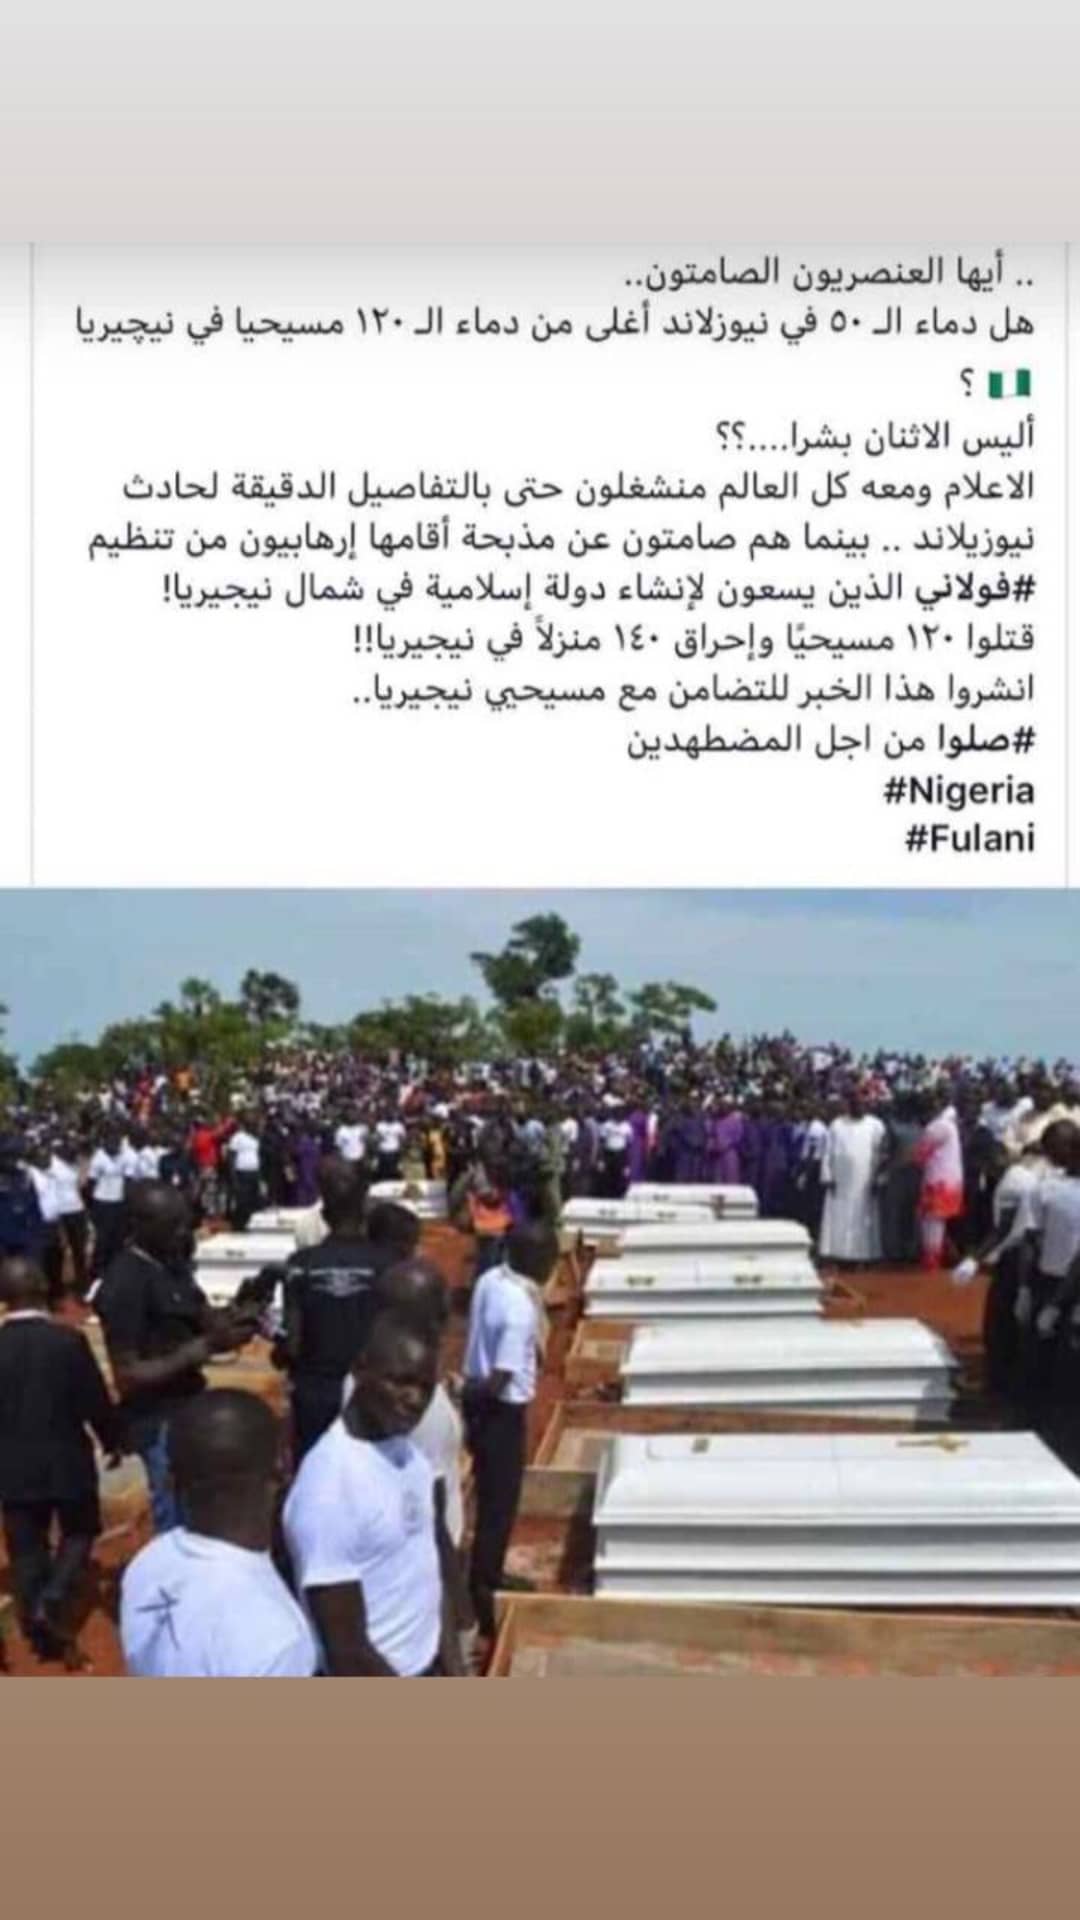 .. أيها العنصريون الصامتون..
هل دماء الـ ٥٠ في نيوزلاند أغلى من دماء الـ ١٢٠ مسيحيا في نيچيريا
🇳🇬 ؟
أليس الاثنان بشرا....؟؟
الاعلام ومعه كل العالم منشغلون حتى بالتفاصيل الدقيقة لحادث
نيوزيلاند .. بينما هم صامتون عن مذبحة أقامها إرهابيون من تنظيم
#فولاني الذين يسعون لإنشاء دولة إسلامية في شمال نيجيريا!
قتلوا ١٢٠ مسيحيًا وإحراق ١٤٠ منزلاً في نيجيريا!!
انشروا هذا الخبر للتضامن مع مسيحيي نيجيريا..
#صلوا من اجل المضطهدين
#Nigeria
#Fulani